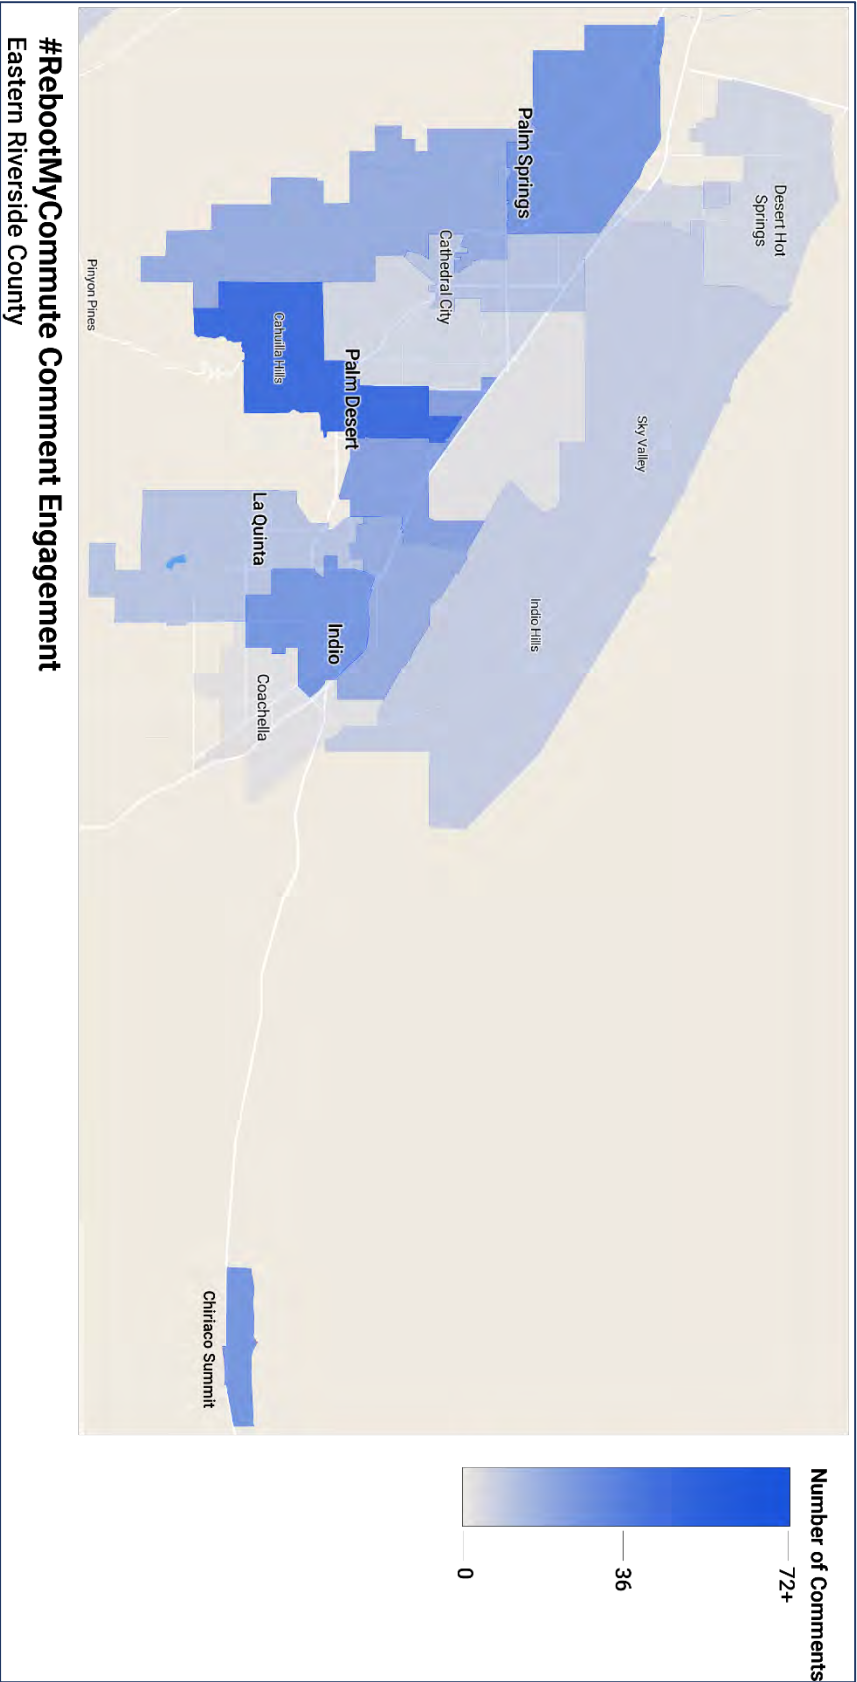 #RebootMyCommute Comment Engagement
Eastern Riverside County
Desert Hot
Springs
Palm Springs
Sky Valley
Cathedral City
Indio Hills
Cahuilla Hills
Palm Desert
Pinyon Pines
La Quinta
Indio
Coachella
Chiriaco Summit
Number of Comments
72+
36
0